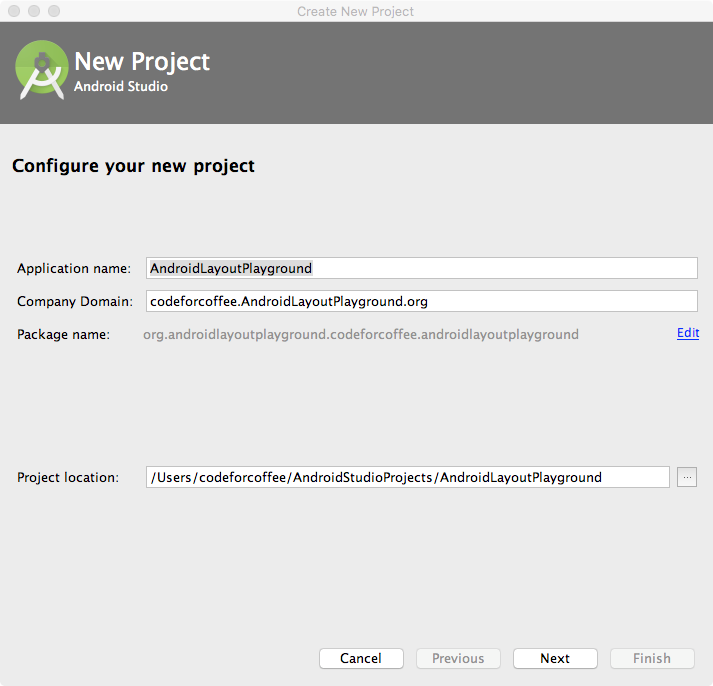 Create New Project
New Project
Android Studio
Configure your new project
Application name: AndroidLayoutPlayground
Company Domain: codeforcoffee.AndroidLayoutPlayground.org
Package name: org.androidlayoutplayground.codeforcoffee.androidlayoutplayground Edit
Project location: /Users/codeforcoffee/AndroidStudioProjects/AndroidLayoutPlayground ...
Cancel Previous Next Finish